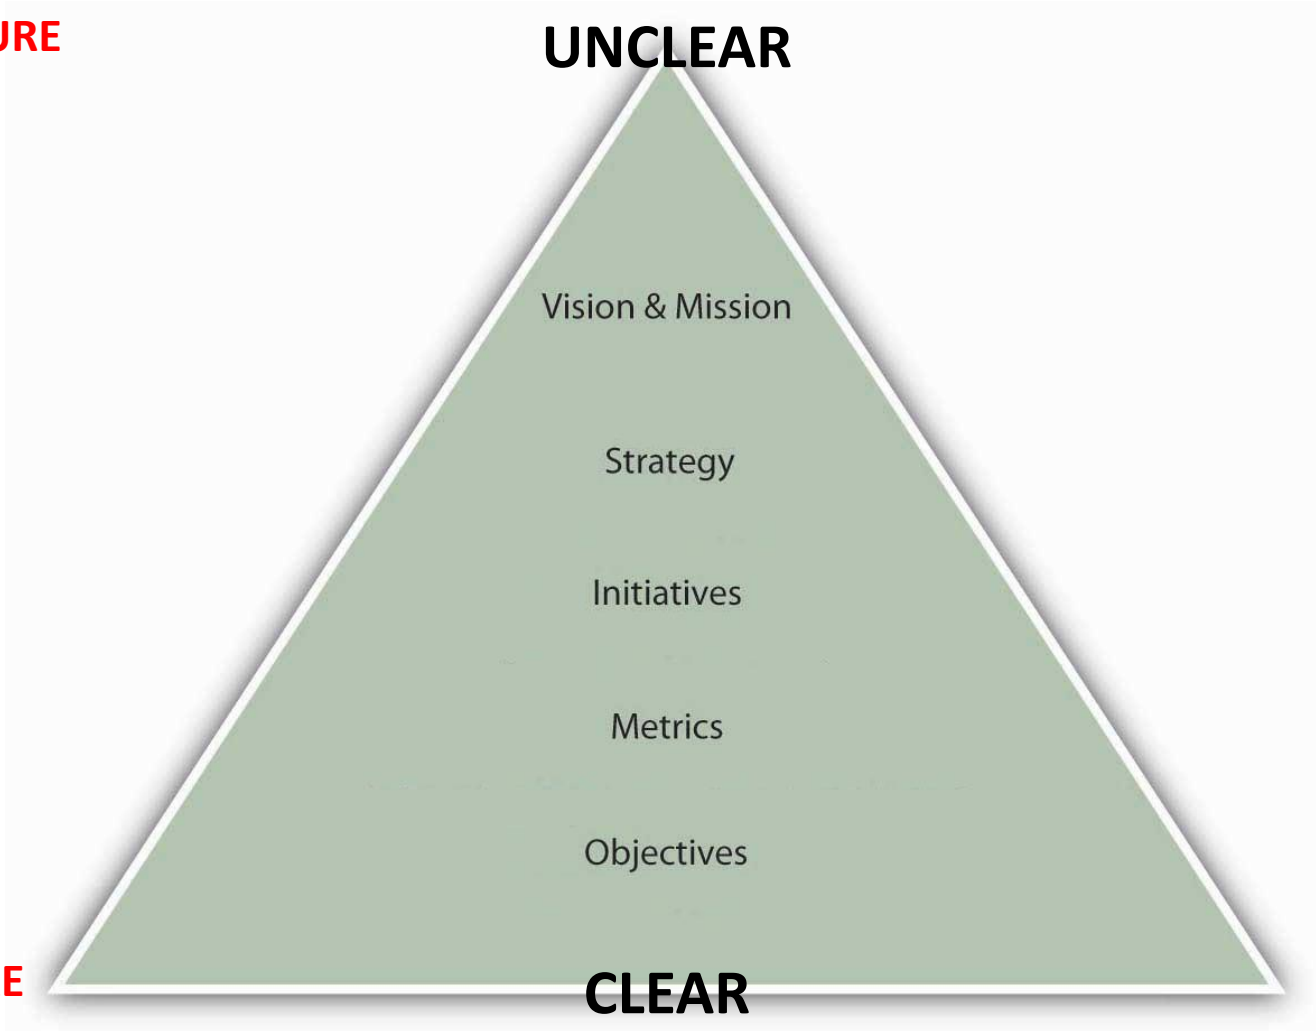 URE
UNCLEAR
Vision & Mission
Strategy
Initiatives
Metrics
Objectives
E
CLEAR